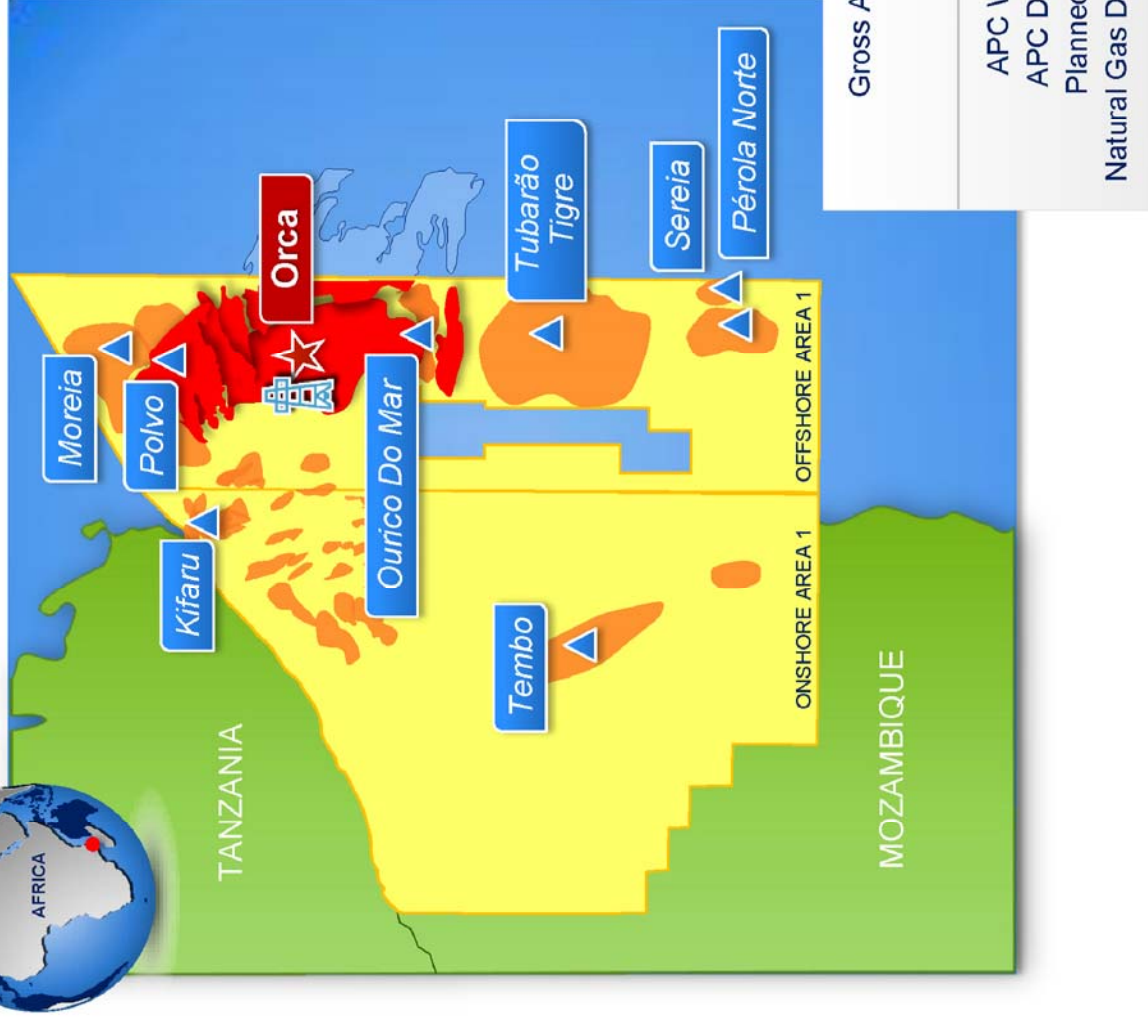 AFRICA
TANZANIA
Moreia
Polvo
Kifaru
Orca
Ourico Do Mar
Tubarão
Tigre
Sereia
Pérola Norte
Tembo
ONSHORE AREA 1
OFFSHORE AREA 1
MOZAMBIQUE
Gross
APC
APC
Planned
Natural Gas